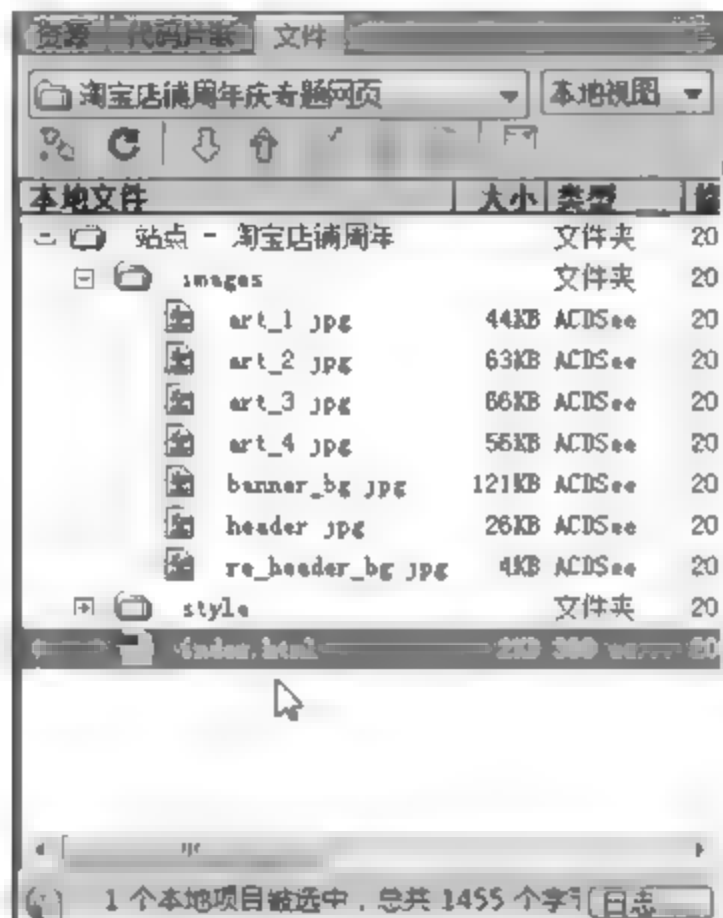 资源 代码片断 文件
淘宝店铺周年庆专题网页 本地视图
本地文件 大小 类型
站点 - 淘宝店铺周年 文件夹 20
images 文件夹 20
art_1 jpg 44KB ACDSee 20
art_2 jpg 63KB ACDSee 20
art_3 jpg 66KB ACDSee 20
art_4 jpg 56KB ACDSee 20
banner_bg jpg 121KB ACDSee 20
header jpg 26KB ACDSee 20
re_header_bg jpg 4KB ACDSee 20
style 文件夹 20
index.html 2KB 360 20
1 个本地项目被选中，总共 1455 个字 日志